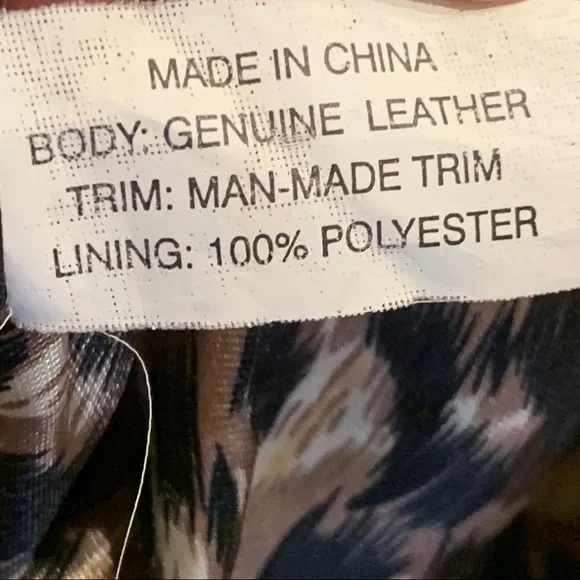 MADE IN CHINA
BODY: GENUINE LEATHER
TRIM: MAN-MADE TRIM
LINING: 100% POLYESTER